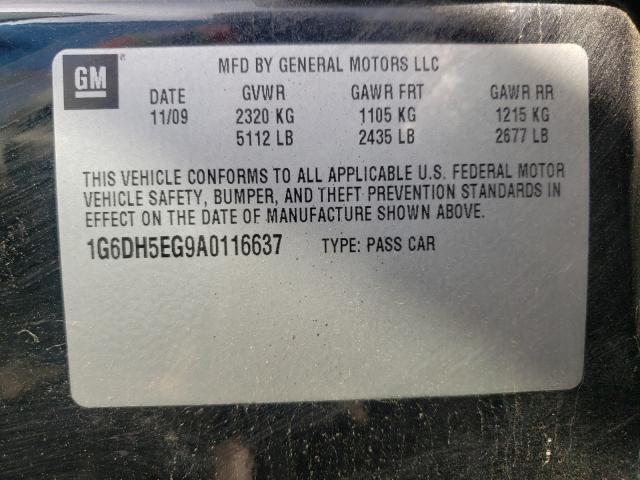 GM
MFD BY GENERAL MOTORS LLC
DATE GVWR GAWR FRT GAWR RR
11/09 2320 KG 1105 KG 1215 KG
5112 LB 2435 LB 2677 LB
THIS VEHICLE CONFORMS TO ALL APPLICABLE U.S. FEDERAL MOTOR
VEHICLE SAFETY, BUMPER, AND THEFT PREVENTION STANDARDS IN
EFFECT ON THE DATE OF MANUFACTURE SHOWN ABOVE.
1G6DH5EG9A0116637 TYPE: PASS CAR